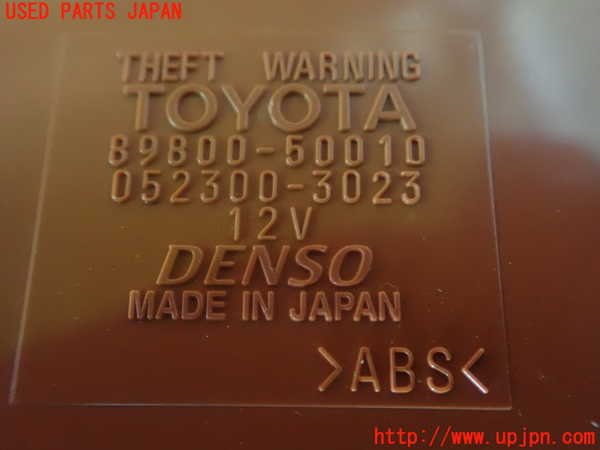 USED PARTS JAPAN
THEFT WARNING
TOYOTA
89800-50010
052300-3023
12V
DENSO
MADE IN JAPAN
>ABS<
http://www.upjpn.com/